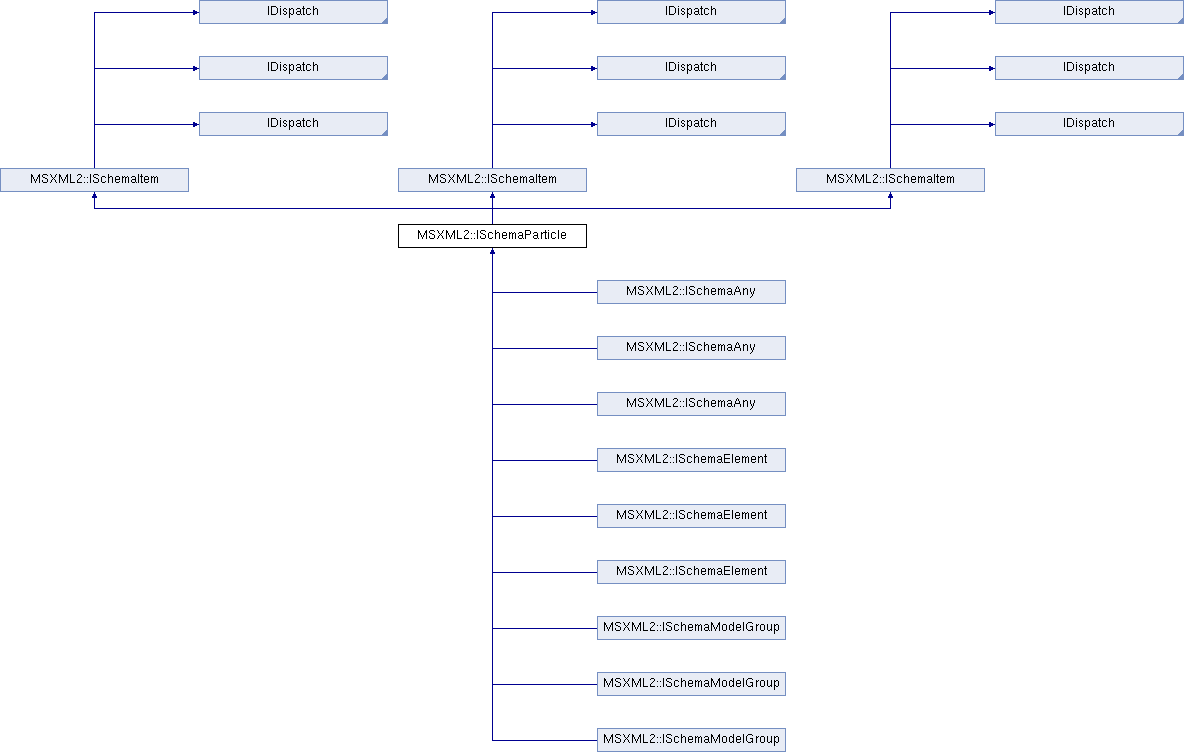 IDispatch
IDispatch
IDispatch
IDispatch
IDispatch
IDispatch
IDispatch
IDispatch
IDispatch
MSXML2::ISchemaItem
MSXML2::ISchemaItem
MSXML2::ISchemaItem
MSXML2::ISchemaParticle
MSXML2::ISchemaAny
MSXML2::ISchemaAny
MSXML2::ISchemaAny
MSXML2::ISchemaElement
MSXML2::ISchemaElement
MSXML2::ISchemaElement
MSXML2::ISchemaModelGroup
MSXML2::ISchemaModelGroup
MSXML2::ISchemaModelGroup